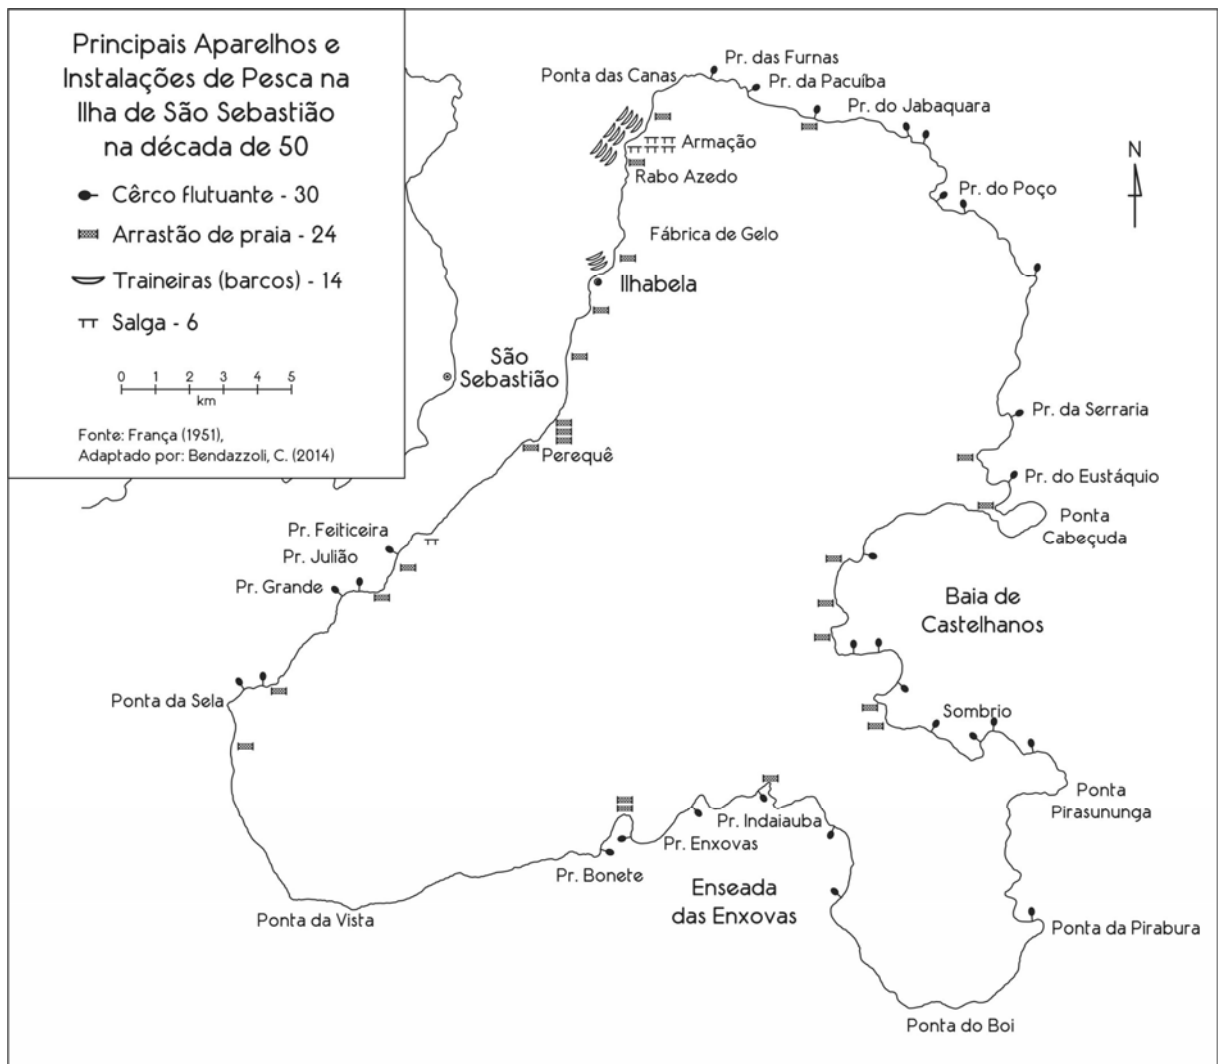 Principais Aparelhos e
Instalações de Pesca na
Ilha de São Sebastião
na década de 50
Cêrco flutuante - 30
Arrastão de praia - 24
Traineiras (barcos) - 14
Salga - 6
0 1 2 3 4 5
km
Fonte: França (1951),
Adaptado por: Bendazzoli, C. (2014)
Pr. das Furnas
Ponta das Canas
Pr. da Pacuíba
Pr. do Jabaquara
Armação
N
Rabo Azedo
Pr. do Poço
Fábrica de Gelo
Ilhabela
São
Sebastião
Pr. da Serraria
Perequê
Pr. do Eustáquio
Ponta
Cabeçuda
Pr. Feiticeira
Pr. Julião
Pr. Grande
Baia de
Castelhanos
Ponta da Sela
Sombrio
Ponta
Pirasununga
Pr. Indaiauba
Pr. Enxovas
Pr. Bonete
Enseada
das Enxovas
Ponta da Vista
Ponta da Pirabura
Ponta do Boi